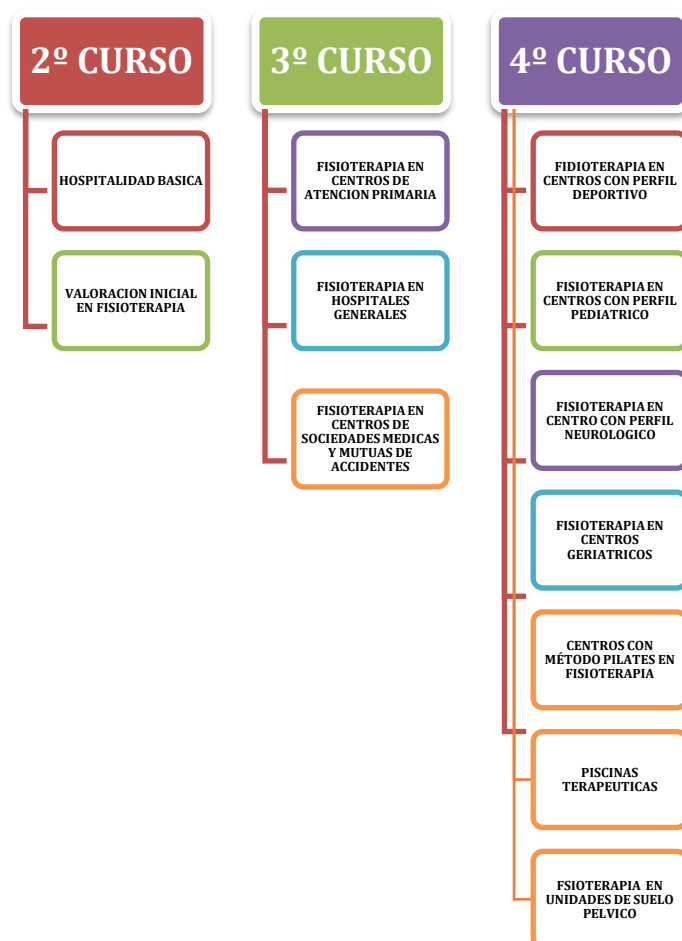 2º CURSO
HOSPITALIDAD BASICA
VALORACION INICIAL
EN FISIOTERAPIA
3º CURSO
FISIOTERAPIA EN
CENTROS DE
ATENCION PRIMARIA
FISIOTERAPIA EN
HOSPITALES
GENERALES
FISIOTERAPIA EN
CENTROS DE
SOCIEDADES MEDICAS
Y MUTUAS DE
ACCIDENTES
4º CURSO
FIDIOTERAPIA EN
CENTROS CON PERFIL
DEPORTIVO
FISIOTERAPIA EN
CENTROS CON PERFIL
PEDIATRICO
FISIOTERAPIA EN
CENTRO CON PERFIL
NEUROLOGICO
FISIOTERAPIA EN
CENTROS
GERIATRICOS
CENTROS CON
MÉTODO PILATES EN
FISIOTERAPIA
PISCINAS
TERAPEUTICAS
FSIOTERAPIA EN
UNIDADES DE SUELO
PELVICO